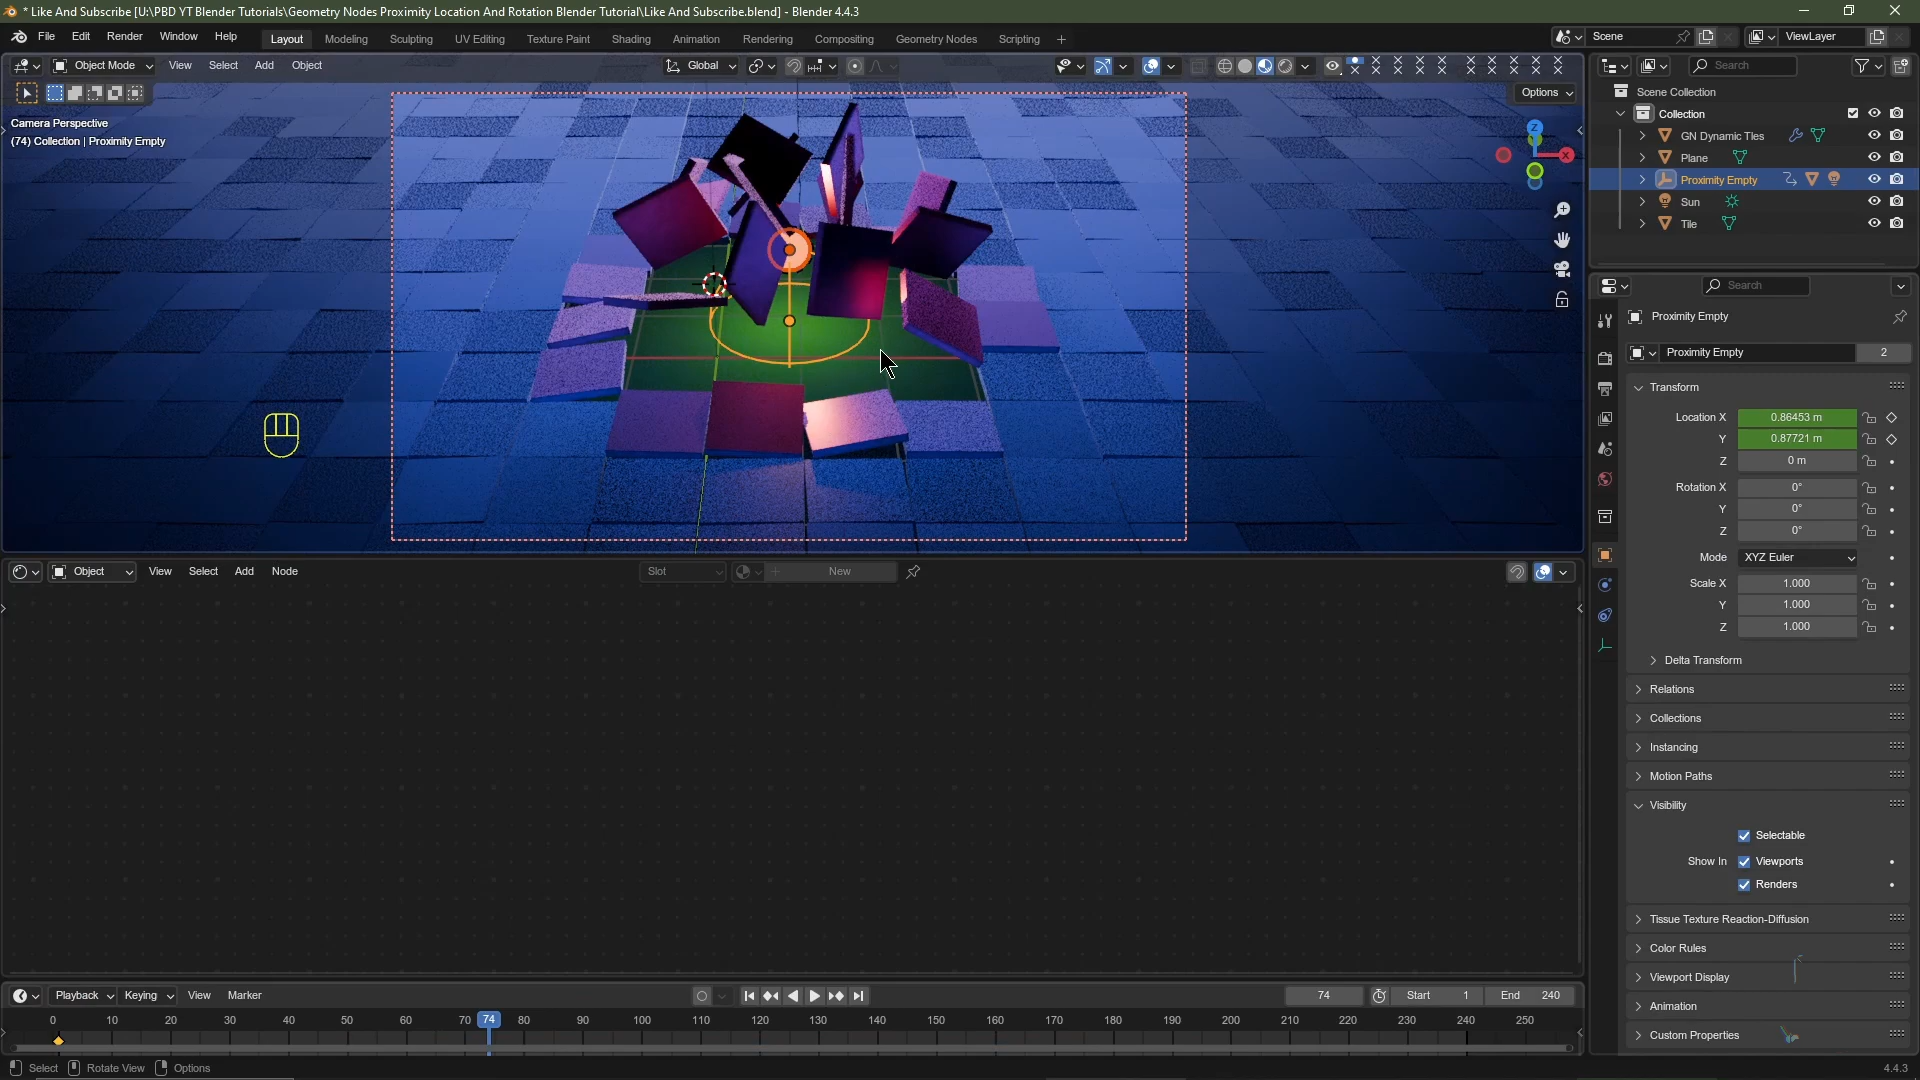 * Like And Subscribe [U:\PBD YT Blender Tutorials\Geometry Nodes Proximity Location And Rotation Blender Tutorial\Like And Subscribe.blend] - Blender 4.4.3
File Edit Render Window Help Layout Modeling Sculpting UV Editing Texture Paint Shading Animation Rendering Compositing Geometry Nodes Scripting + Scene ViewLayer
Object Mode View Select Add Object Global Search
Options
Camera Perspective
(74) Collection | Proximity Empty
Z
X
Scene Collection
Collection
GN Dynamic Tles
Plane
Proximity Empty
Sun
Tile
Search
Proximity Empty
Proximity Empty 2
Transform
Location X 0.86453 m
Y 0.87721 m
Z 0 m
Rotation X 0°
Y 0°
Z 0°
Mode XYZ Euler
Scale X 1.000
Y 1.000
Z 1.000
Delta Transform
Relations
Collections
Instancing
Motion Paths
Visibility
Selectable
Show In Viewports
Renders
Tissue Texture Reaction-Diffusion
Color Rules
Viewport Display
Animation
Custom Properties
Object View Select Add Node Slot New
Playback Keying View Marker 74 Start 1 End 240
0 10 20 30 40 50 60 70 74 80 90 100 110 120 130 140 150 160 170 180 190 200 210 220 230 240 250
Select Rotate View Options 4.4.3